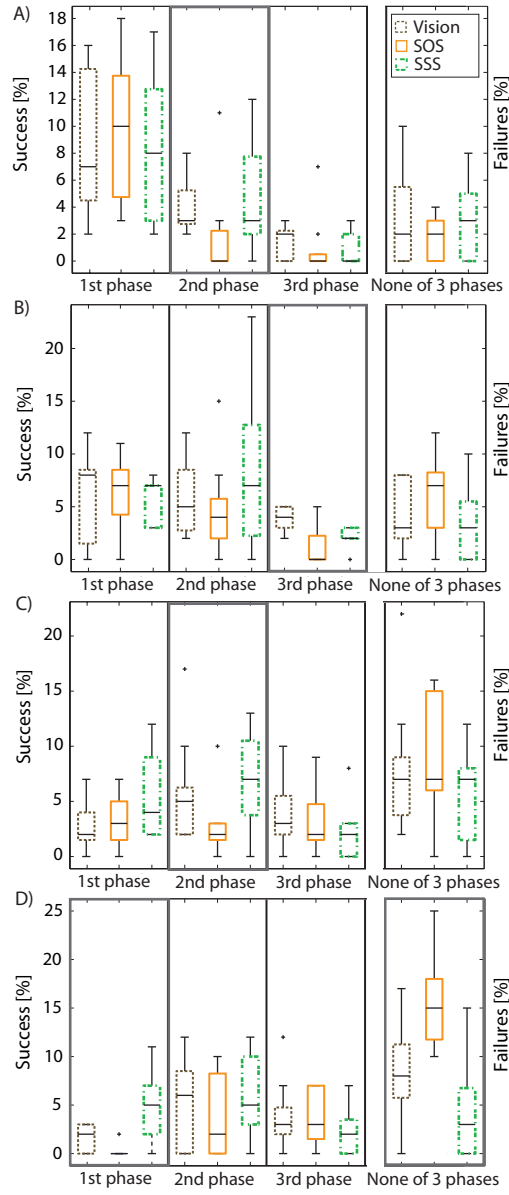 A)
Success [%]
18
16
14
12
10
8
6
4
2
0
Vision
SOS
SSS
Failures [%]
1st phase 2nd phase 3rd phase None of 3 phases
B)
Success [%]
20
15
10
5
0
Failures [%]
1st phase 2nd phase 3rd phase None of 3 phases
C)
Success [%]
20
15
10
5
0
Failures [%]
1st phase 2nd phase 3rd phase None of 3 phases
D)
Success [%]
25
20
15
10
5
0
Failures [%]
1st phase 2nd phase 3rd phase None of 3 phases